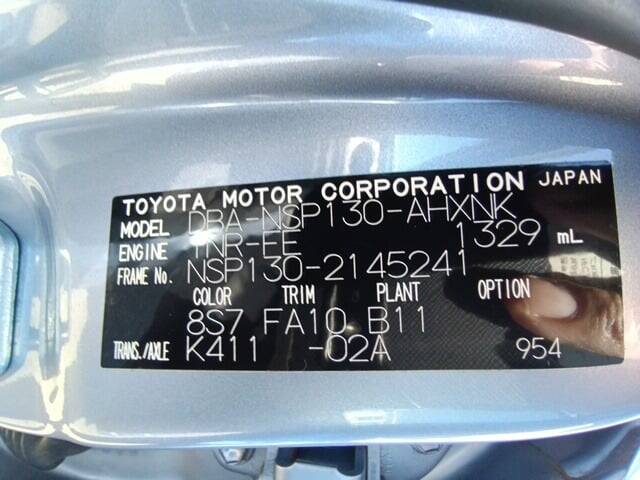 TOYOTA MOTOR CORPORATION JAPAN
MODEL DBA-NSP130-AHXNK
ENGINE 1NR-FE 1329 mL
FRAME No. NSP130-2145241
COLOR TRIM PLANT OPTION
8S7 FA10 B11
TRANS./AXLE K411 -02A 954